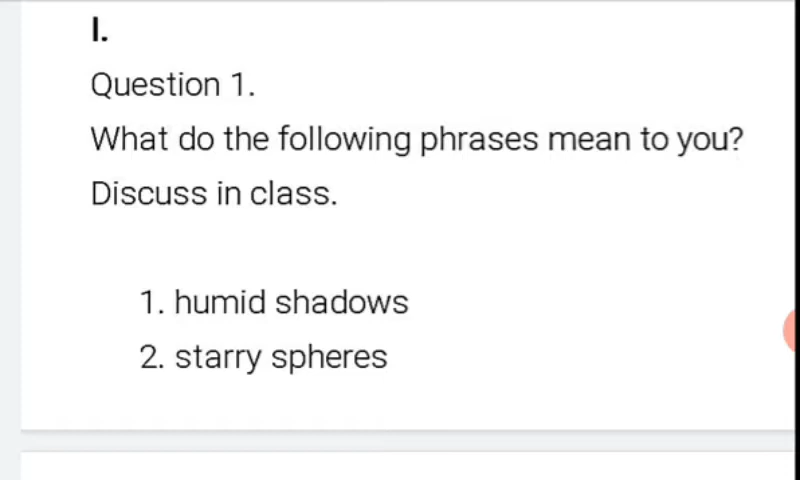 I.
Question 1.
What do the following phrases mean to you?
Discuss in class.
1. humid shadows
2. starry spheres